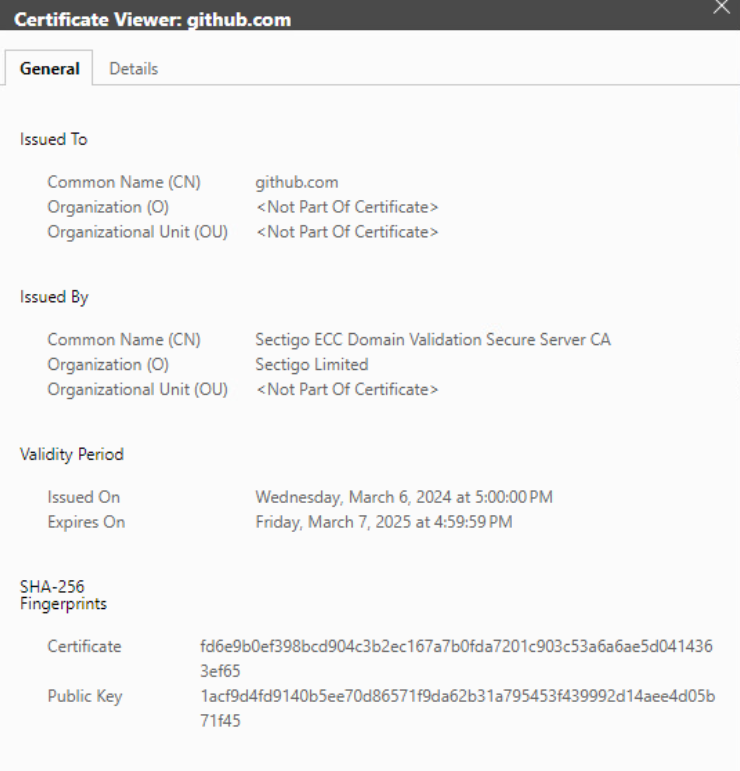 Certificate Viewer: github.com
General Details
Issued To
Common Name (CN) github.com
Organization (O) <Not Part Of Certificate>
Organizational Unit (OU) <Not Part Of Certificate>
Issued By
Common Name (CN) Sectigo ECC Domain Validation Secure Server CA
Organization (O) Sectigo Limited
Organizational Unit (OU) <Not Part Of Certificate>
Validity Period
Issued On Wednesday, March 6, 2024 at 5:00:00 PM
Expires On Friday, March 7, 2025 at 4:59:59 PM
SHA-256
Fingerprints
Certificate fd6e9b0ef398bcd904c3b2ec167a7b0fda7201c903c53a6a6ae5d041436
3ef65
Public Key 1acf9d4fd9140b5ee70d86571f9da62b31a795453f439992d14aee4d05b
71f45